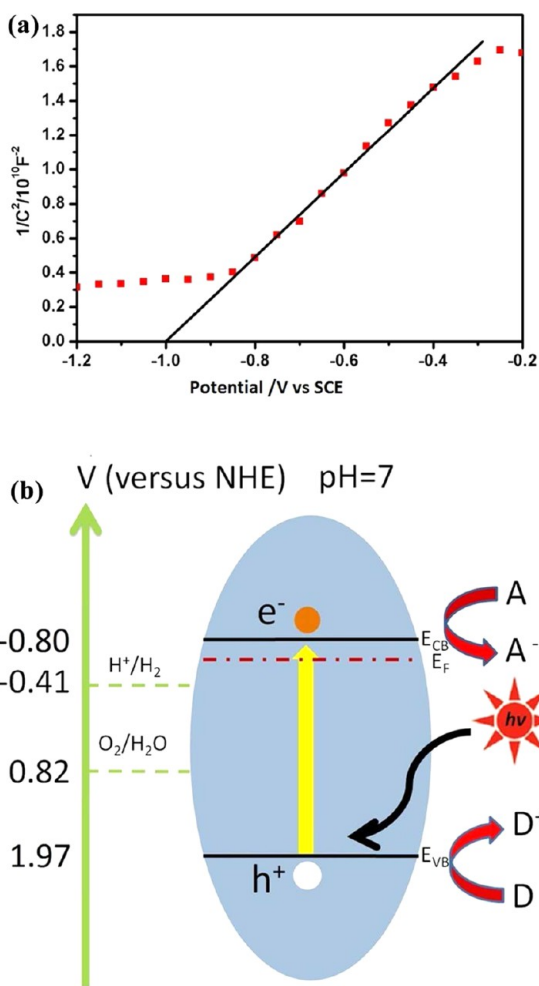 (a)
1/C²/10¹⁰F⁻²
1.8
1.6
1.4
1.2
1.0
0.8
0.6
0.4
0.2
0.0
-1.2 -1.0 -0.8 -0.6 -0.4 -0.2
Potential /V vs SCE
(b) V (versus NHE) pH=7
e⁻
A
-0.80 E_CB
H⁺/H₂ E_F A⁻
-0.41
hν
O₂/H₂O
0.82
D⁺
1.97 E_VB
h⁺ D